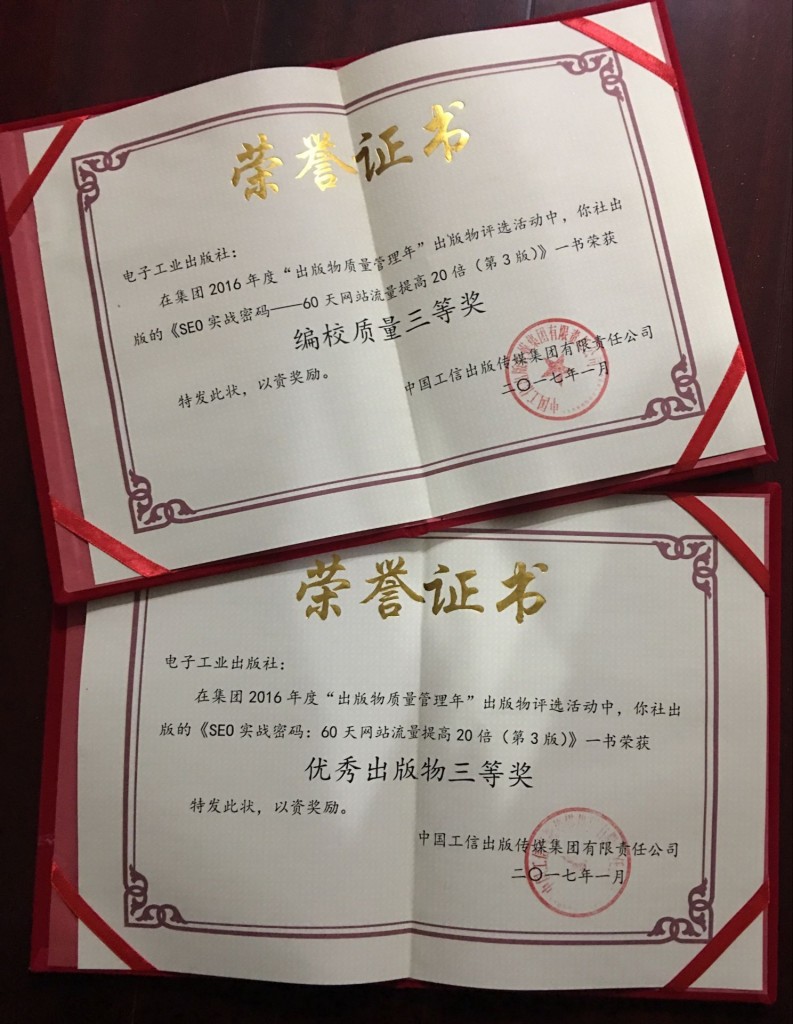 荣誉证书
电子工业出版社：
在集团2016年度“出版物质量管理年”出版物评选活动中，你社出
版的《SEO实战密码——60天网站流量提高20倍（第3版）》一书荣获
编校质量三等奖
特发此状，以资奖励。
中国工信出版传媒集团有限责任公司
二〇一七年一月
荣誉证书
电子工业出版社：
在集团2016年度“出版物质量管理年”出版物评选活动中，你社出
版的《SEO实战密码：60天网站流量提高20倍（第3版）》一书荣获
优秀出版物三等奖
特发此状，以资奖励。
中国工信出版传媒集团有限责任公司
二〇一七年一月